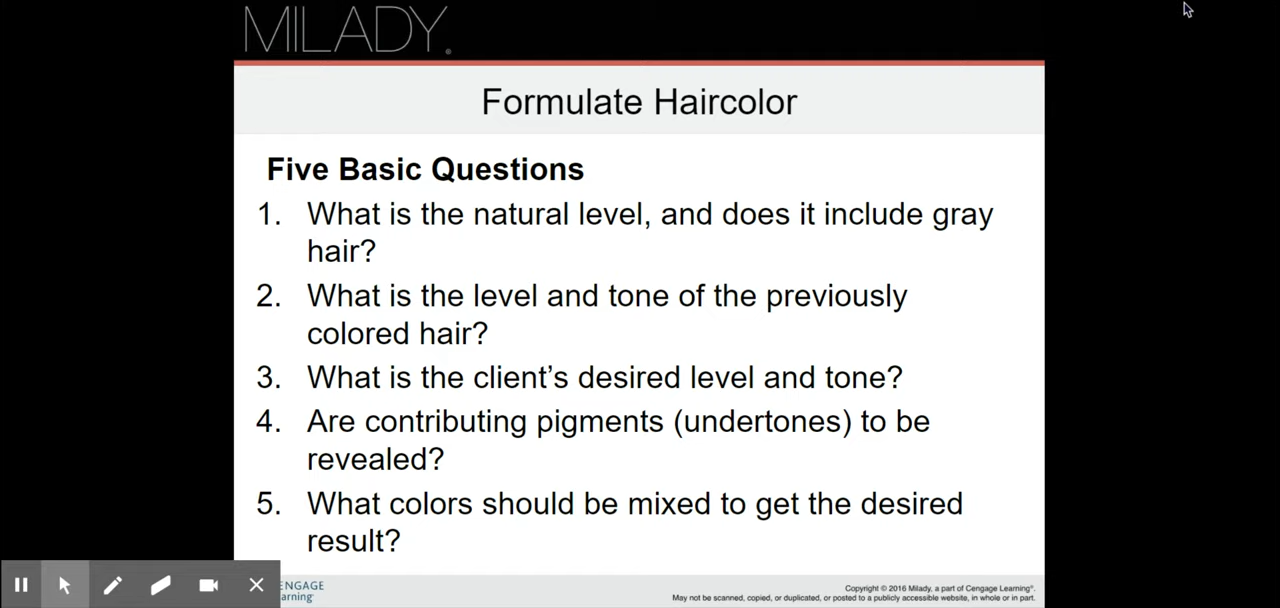 MILADY.
Formulate Haircolor
Five Basic Questions
1. What is the natural level, and does it include gray
hair?
2. What is the level and tone of the previously
colored hair?
3. What is the client’s desired level and tone?
4. Are contributing pigments (undertones) to be
revealed?
5. What colors should be mixed to get the desired
result?
ENGAGE
arning
Copyright © 2016 Milady, a part of Cengage Learning®.
May not be scanned, copied, or duplicated, or posted to a publicly accessible website, in whole or in part.